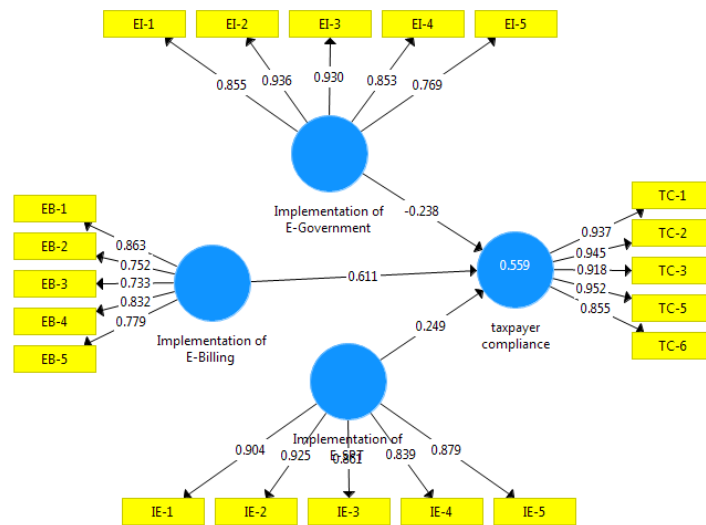 EI-1 EI-2 EI-3 EI-4 EI-5
0.855 0.936 0.930 0.853 0.769
Implementation of
E-Government
-0.238
EB-1
EB-2
EB-3
EB-4
EB-5
0.863
0.752
0.733
0.832
0.779
Implementation of
E-Billing
0.611
0.559
taxpayer
compliance
TC-1
TC-2
TC-3
TC-5
TC-6
0.937
0.945
0.918
0.952
0.855
0.249
Implementation of
E-SPT
0.904 0.925 0.861 0.839 0.879
IE-1 IE-2 IE-3 IE-4 IE-5